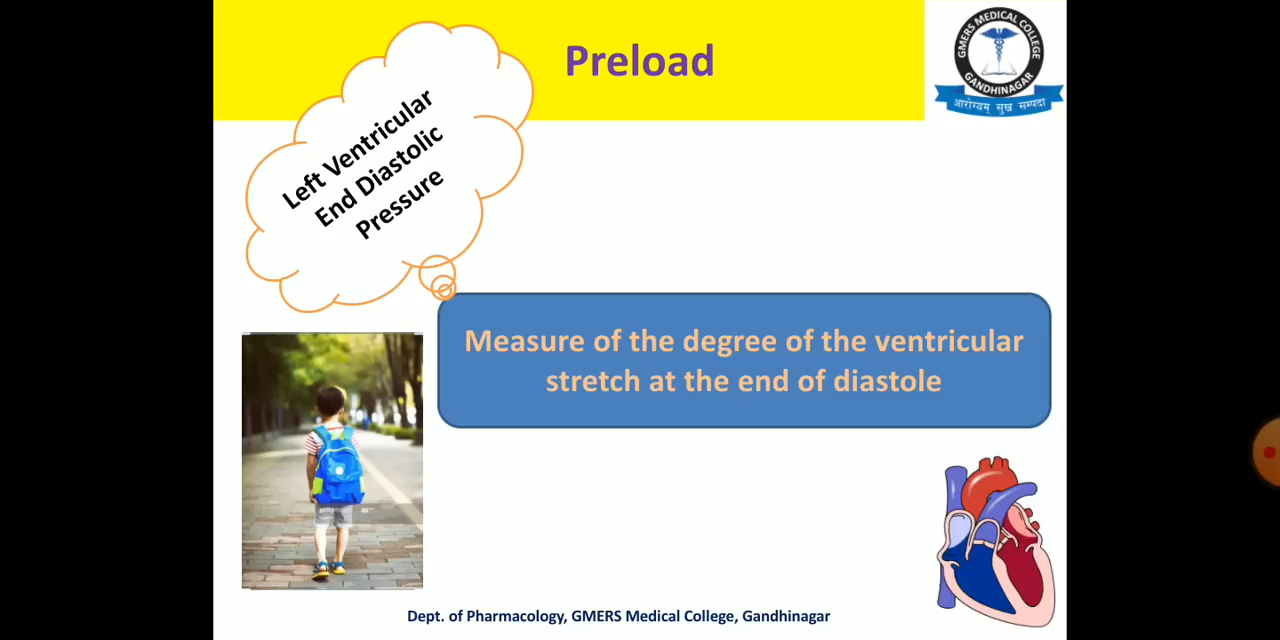 Preload
GMERS MEDICAL COLLEGE
GANDHINAGAR
आरोग्यम् सुख सम्पदा
Left Ventricular
End Diastolic
Pressure
Measure of the degree of the ventricular
stretch at the end of diastole
Dept. of Pharmacology, GMERS Medical College, Gandhinagar